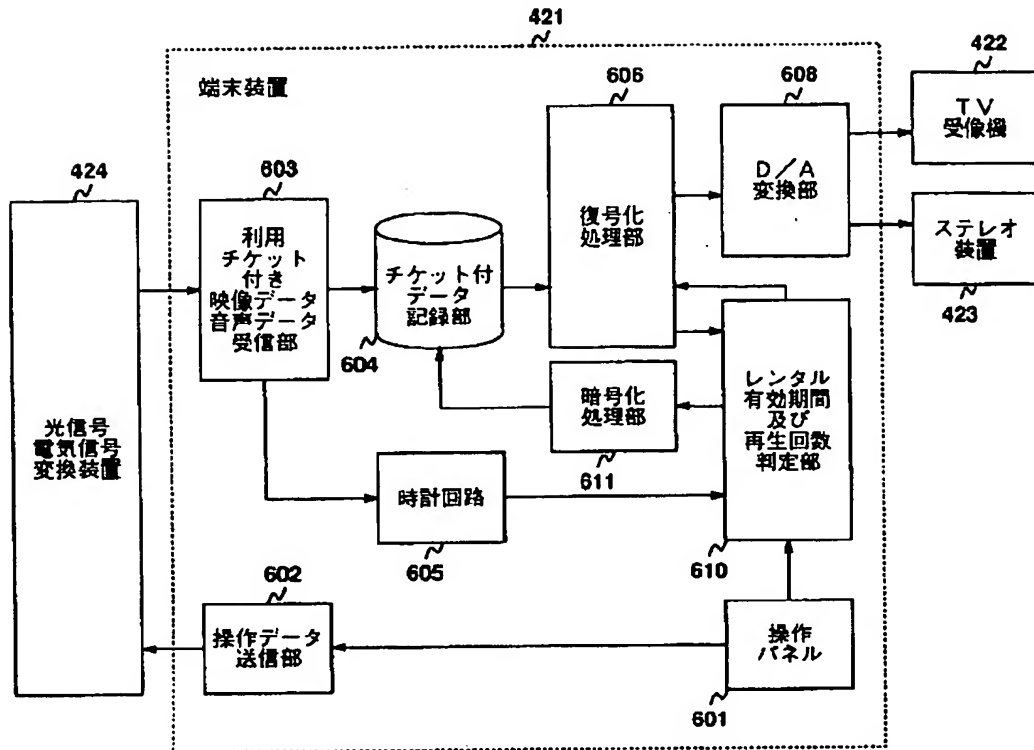 421
端末装置
424
光信号
電気信号
変換装置
603
利用
チケット
付き
映像データ
音声データ
受信部
チケット付
データ
記録部
604
606
復号化
処理部
608
D/A
変換部
422
TV
受像機
ステレオ
装置
423
暗号化
処理部
611
レンタル
有効期間
及び
再生回数
判定部
610
時計回路
605
602
操作データ
送信部
操作
パネル
601